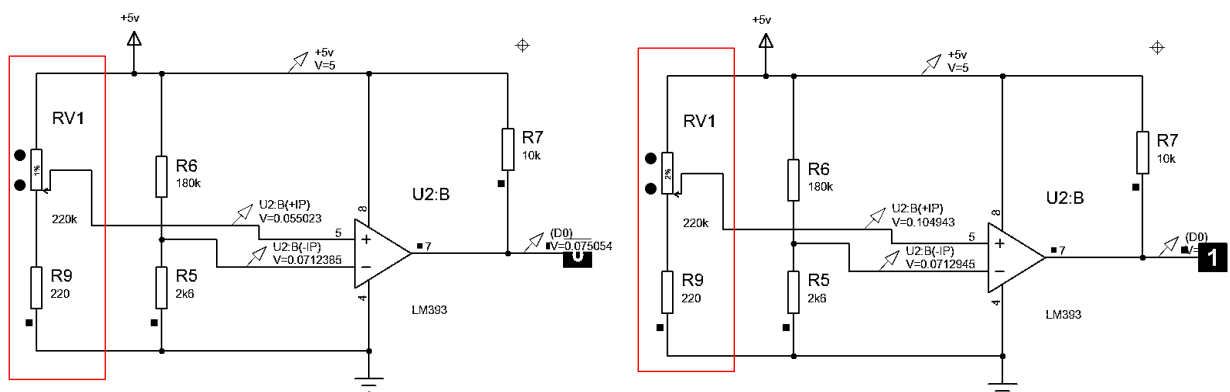 +5v
+5v
V=5
RV1
1%
220k
R6
180k
R7
10k
U2:B
U2:B(+IP)
V=0.055023
U2:B(-IP)
V=0.0712385
8
5
+
−
7
4
(D0)
V=0.075054
0
R9
220
R5
2k6
LM393
+5v
+5v
V=5
RV1
2%
220k
R6
180k
R7
10k
U2:B
U2:B(+IP)
V=0.104943
U2:B(-IP)
V=0.0712945
8
5
+
−
7
4
(D0)
V=
1
R9
220
R5
2k6
LM393